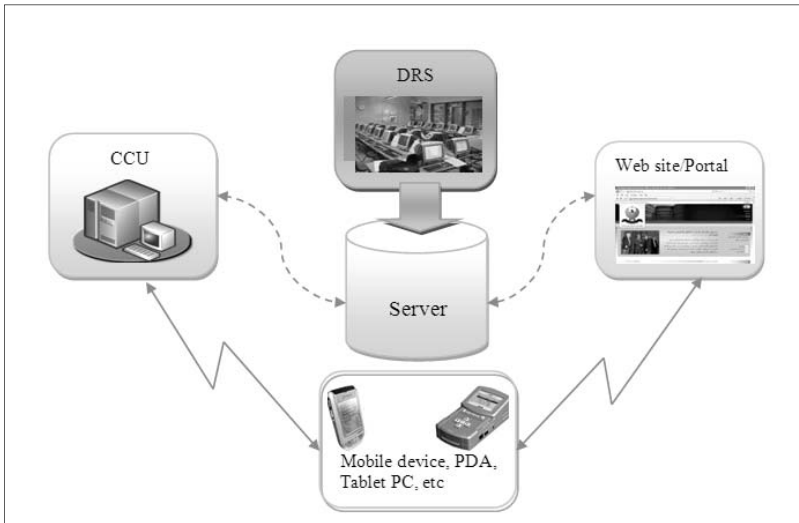 DRS
CCU
Web site/Portal
Server
Mobile device, PDA,
Tablet PC, etc